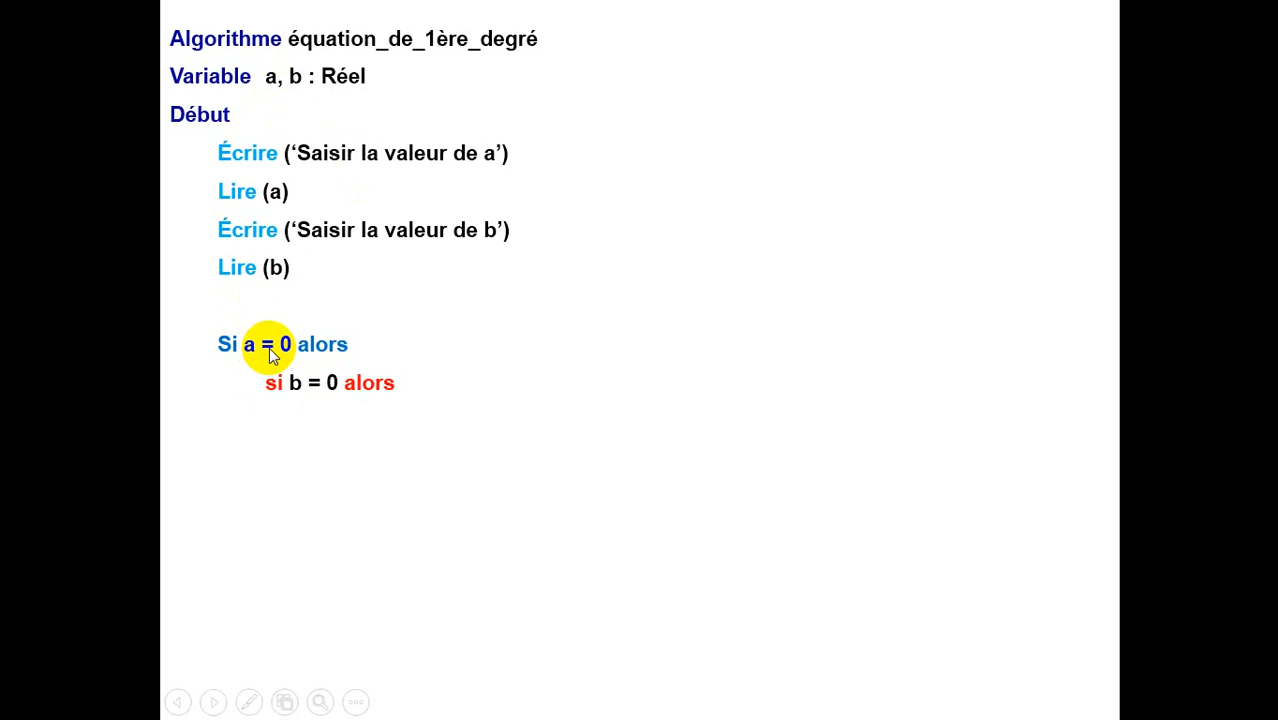 Algorithme équation_de_1ère_degré
Variable a, b : Réel
Début
Écrire (‘Saisir la valeur de a’)
Lire (a)
Écrire (‘Saisir la valeur de b’)
Lire (b)
Si a = 0 alors
si b = 0 alors